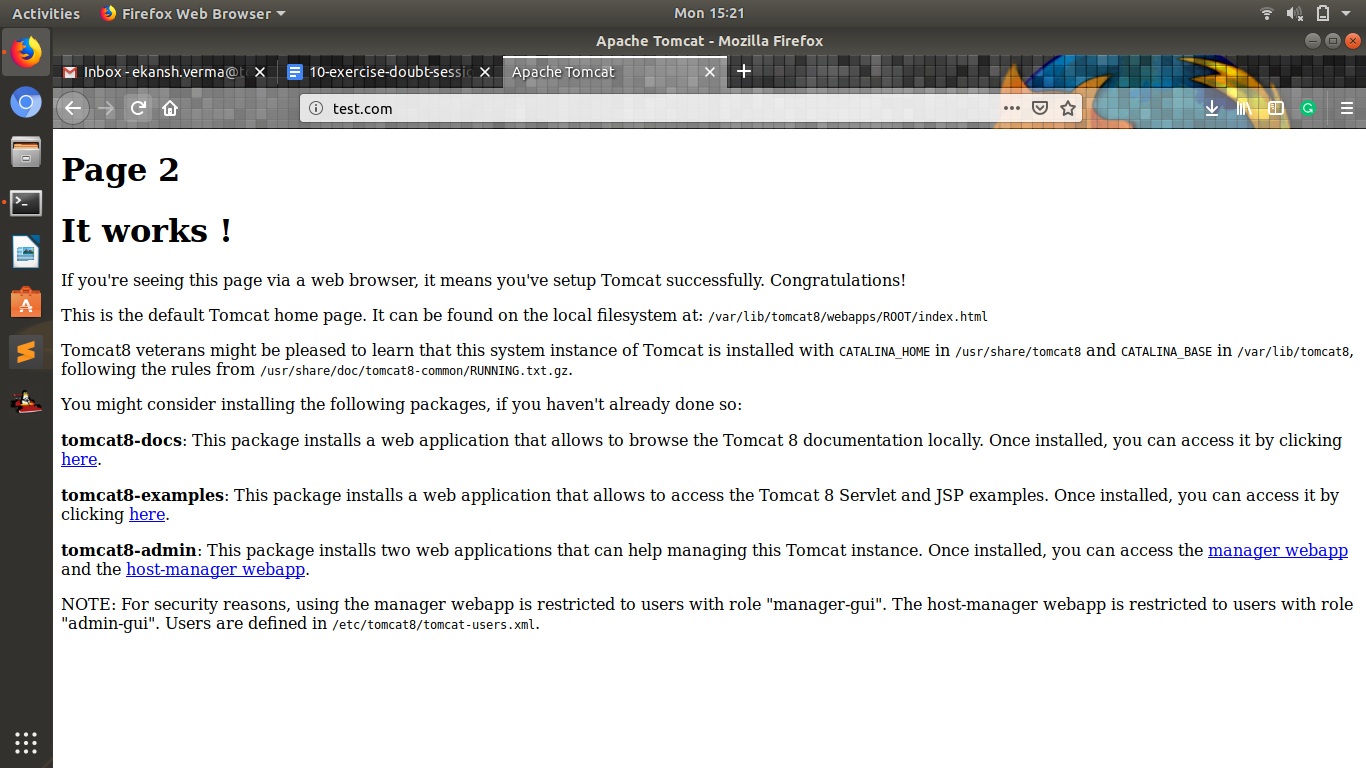 Activities Firefox Web Browser Mon 15:21
Apache Tomcat - Mozilla Firefox
Inbox - ekansh.verma@t 10-exercise-doubt-sessic Apache Tomcat
test.com
Page 2
It works !
If you're seeing this page via a web browser, it means you've setup Tomcat successfully. Congratulations!
This is the default Tomcat home page. It can be found on the local filesystem at: /var/lib/tomcat8/webapps/ROOT/index.html
Tomcat8 veterans might be pleased to learn that this system instance of Tomcat is installed with CATALINA_HOME in /usr/share/tomcat8 and CATALINA_BASE in /var/lib/tomcat8,
following the rules from /usr/share/doc/tomcat8-common/RUNNING.txt.gz.
You might consider installing the following packages, if you haven't already done so:
tomcat8-docs: This package installs a web application that allows to browse the Tomcat 8 documentation locally. Once installed, you can access it by clicking
here.
tomcat8-examples: This package installs a web application that allows to access the Tomcat 8 Servlet and JSP examples. Once installed, you can access it by
clicking here.
tomcat8-admin: This package installs two web applications that can help managing this Tomcat instance. Once installed, you can access the manager webapp
and the host-manager webapp.
NOTE: For security reasons, using the manager webapp is restricted to users with role "manager-gui". The host-manager webapp is restricted to users with role
"admin-gui". Users are defined in /etc/tomcat8/tomcat-users.xml.